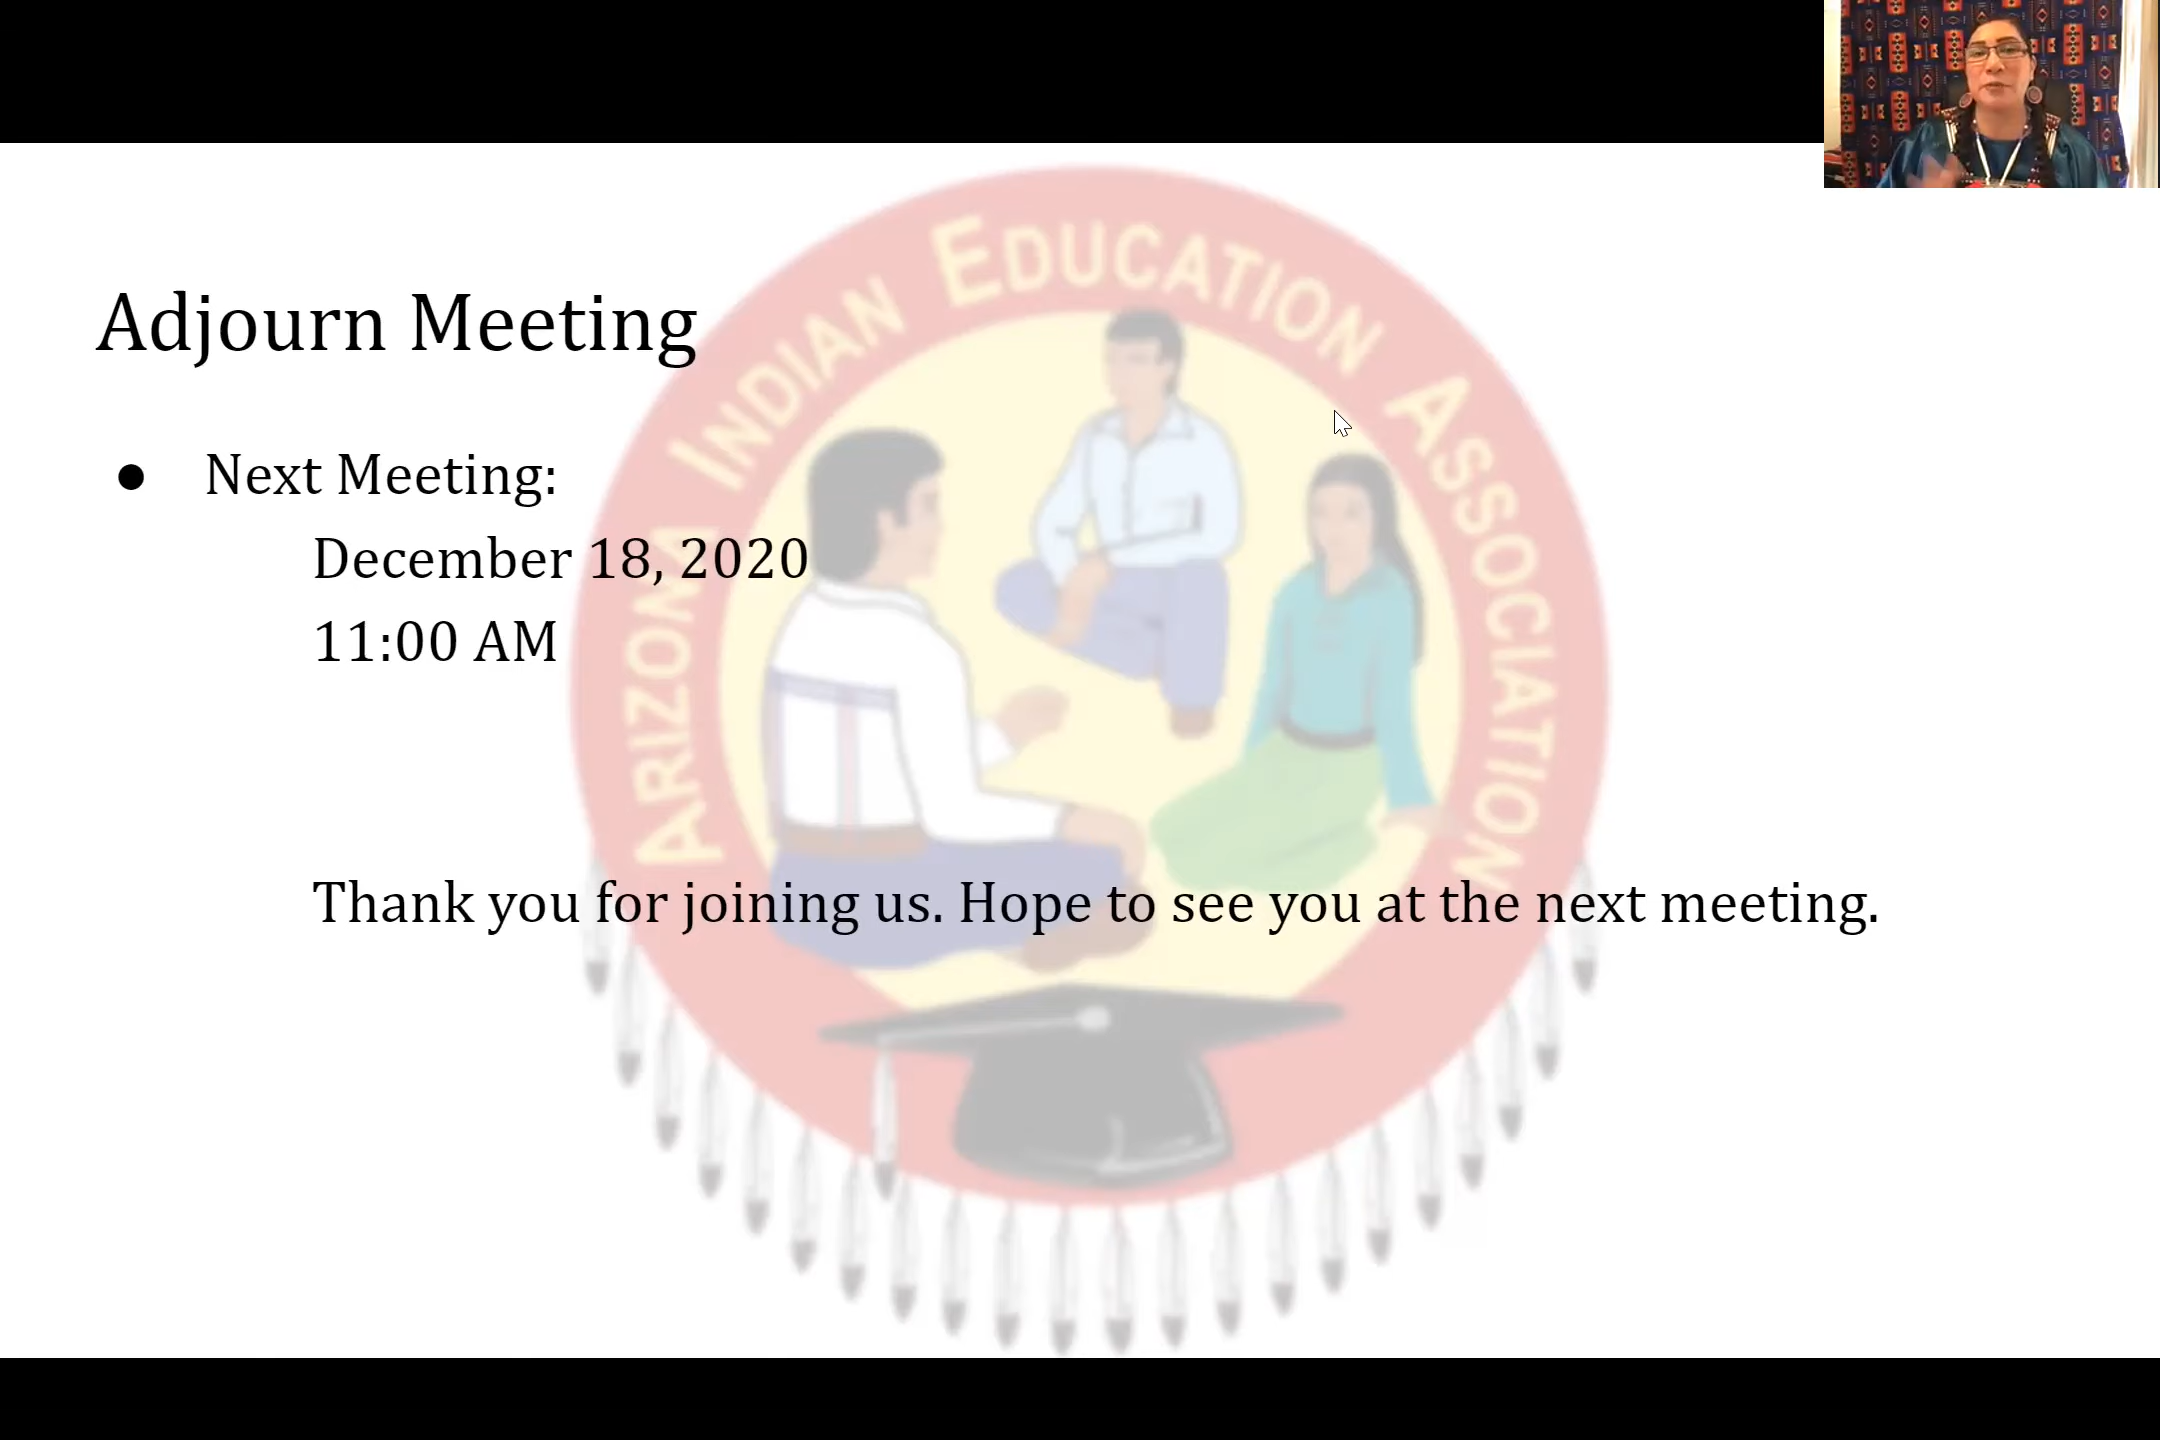 Adjourn Meeting
● Next Meeting:
December 18, 2020
11:00 AM
Thank you for joining us. Hope to see you at the next meeting.
ARIZONA INDIAN EDUCATION ASSOCIATION